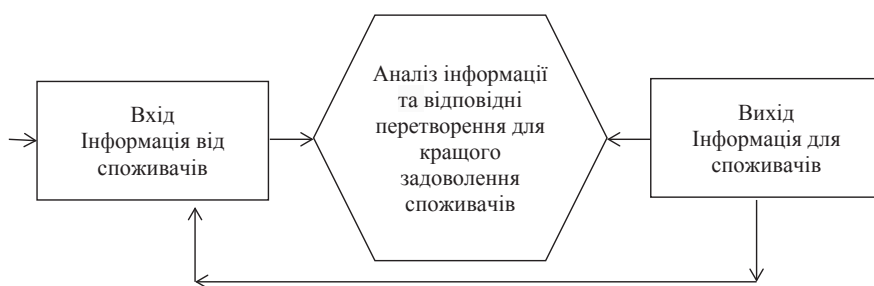 Вхід
Інформація від
споживачів
Аналіз інформації
та відповідні
перетворення для
кращого
задоволення
споживачів
Вихід
Інформація для
споживачів